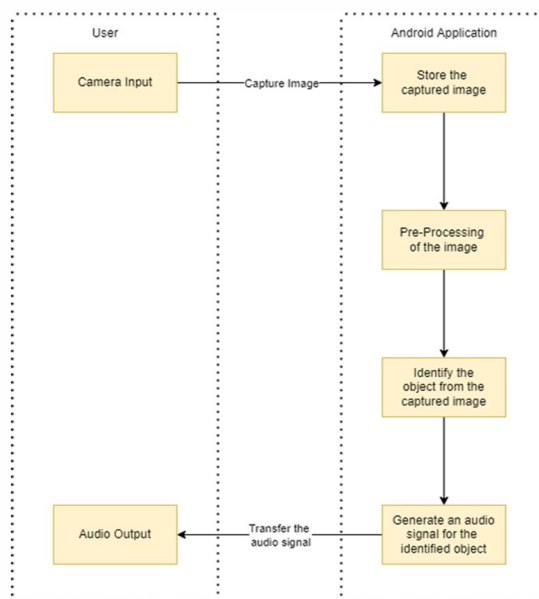 User
Android Application
Camera Input
Capture Image
Store the
captured image
Pre-Processing
of the image
Identify the
object from the
captured image
Generate an audio
signal for the
identified object
Transfer the
audio signal
Audio Output